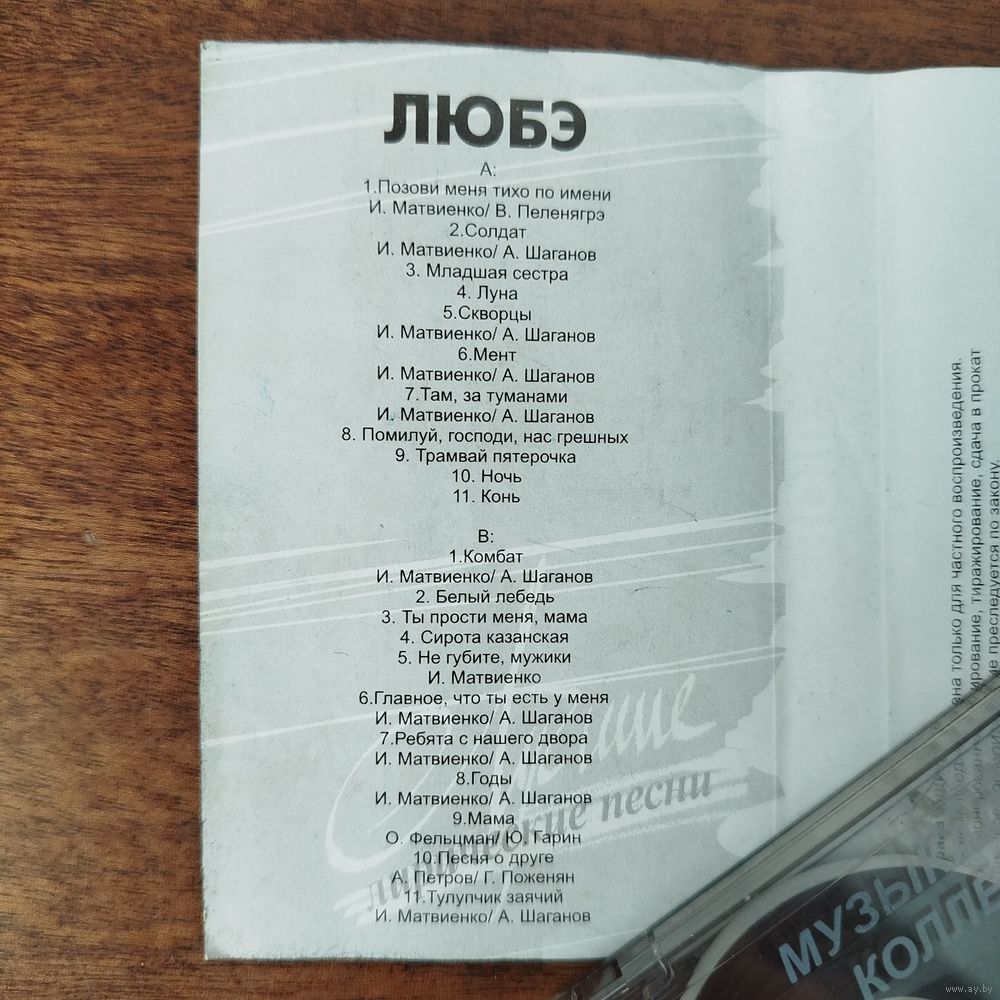 ЛЮБЭ
А:
1.Позови меня тихо по имени
И. Матвиенко/ В. Пеленягрэ
2.Солдат
И. Матвиенко/ А. Шаганов
3. Младшая сестра
4. Луна
5.Скворцы
И. Матвиенко/ А. Шаганов
6.Мент
И. Матвиенко/ А. Шаганов
7.Там, за туманами
И. Матвиенко/ А. Шаганов
8. Помилуй, господи, нас грешных
9. Трамвай пятерочка
10. Ночь
11. Конь
В:
1.Комбат
И. Матвиенко/ А. Шаганов
2. Белый лебедь
3. Ты прости меня, мама
4. Сирота казанская
5. Не губите, мужики
И. Матвиенко
6.Главное, что ты есть у меня
И. Матвиенко/ А. Шаганов
7.Ребята с нашего двора
И. Матвиенко/ А. Шаганов
8.Годы
И. Матвиенко/ А. Шаганов
9.Мама
О. Фельцман/ Ю. Гарин
10.Песня о друге
А. Петров/ Г. Поженян
11.Тулупчик заячий
И. Матвиенко/ А. Шаганов
лирические песни
только для частного воспроизведения.
тиражирование, сдача в прокат
преследуется по закону.
www.ay.by